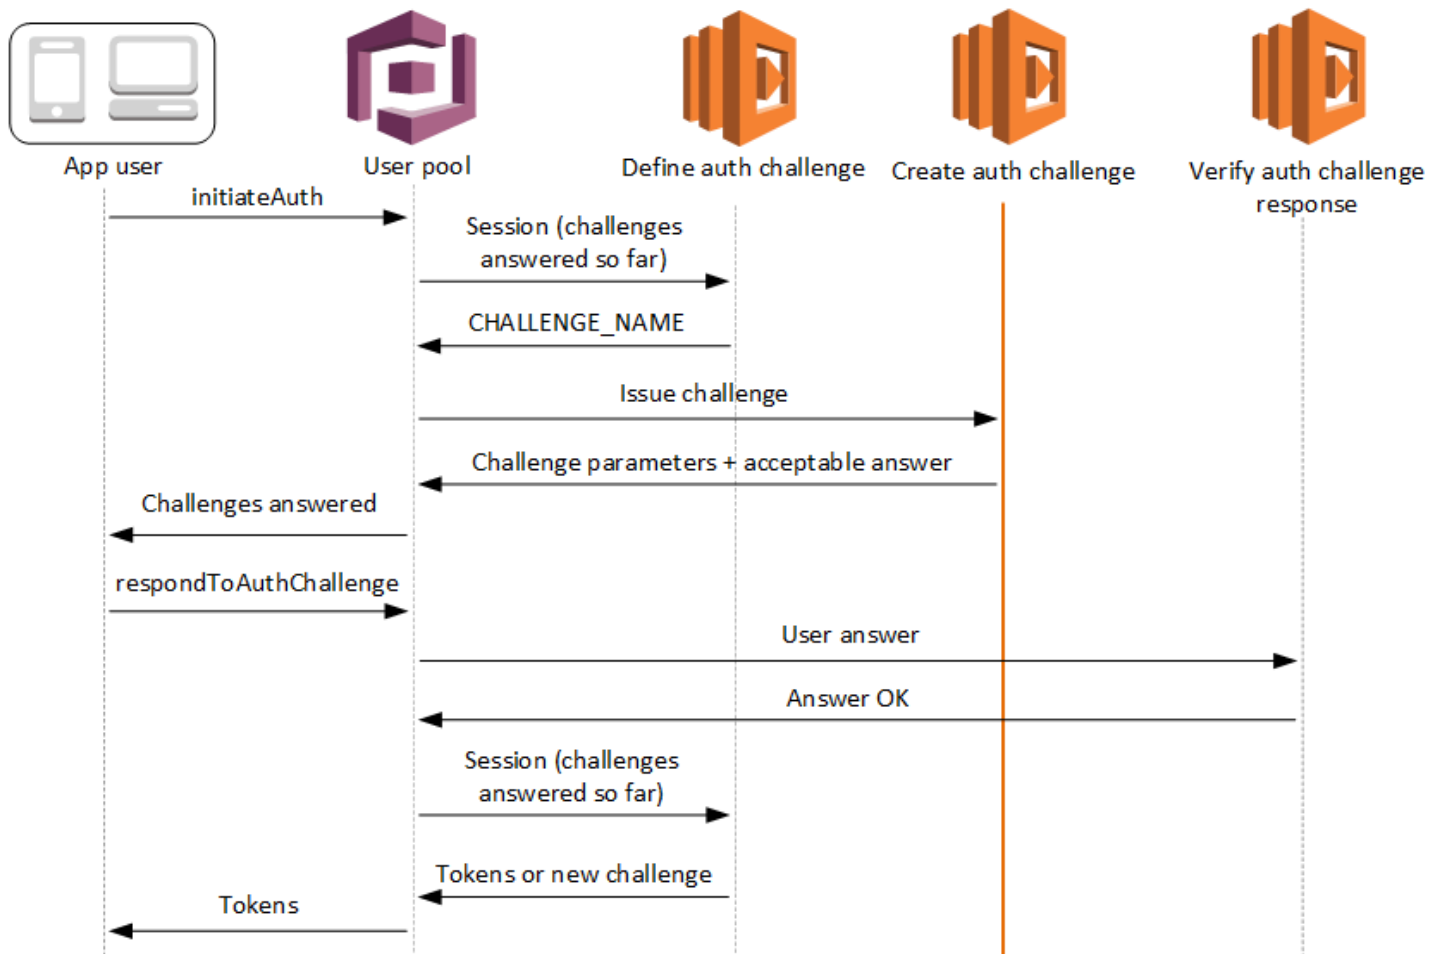 App user
User pool
Define auth challenge
Create auth challenge
Verify auth challenge
response
initiateAuth
Session (challenges
answered so far)
CHALLENGE_NAME
Issue challenge
Challenge parameters + acceptable answer
Challenges answered
respondToAuthChallenge
User answer
Answer OK
Session (challenges
answered so far)
Tokens or new challenge
Tokens